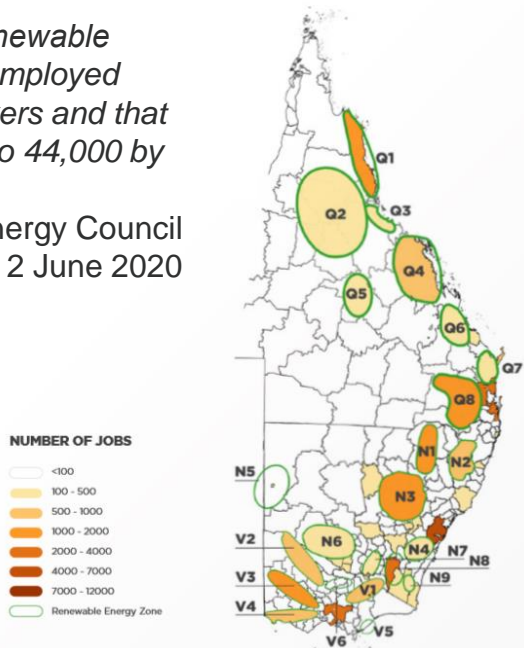 newable
employed
ers and that
o 44,000 by
nergy Council
2 June 2020
Q1
Q2
Q3
Q4
Q5
Q6
Q7
Q8
NUMBER OF JOBS
<100
100 - 500
500 - 1000
1000 - 2000
2000 - 4000
4000 - 7000
7000 - 12000
Renewable Energy Zone
N5
N1
N2
N3
V2
N6
N4
N7
N8
V3
V1
N9
V4
V5
V6